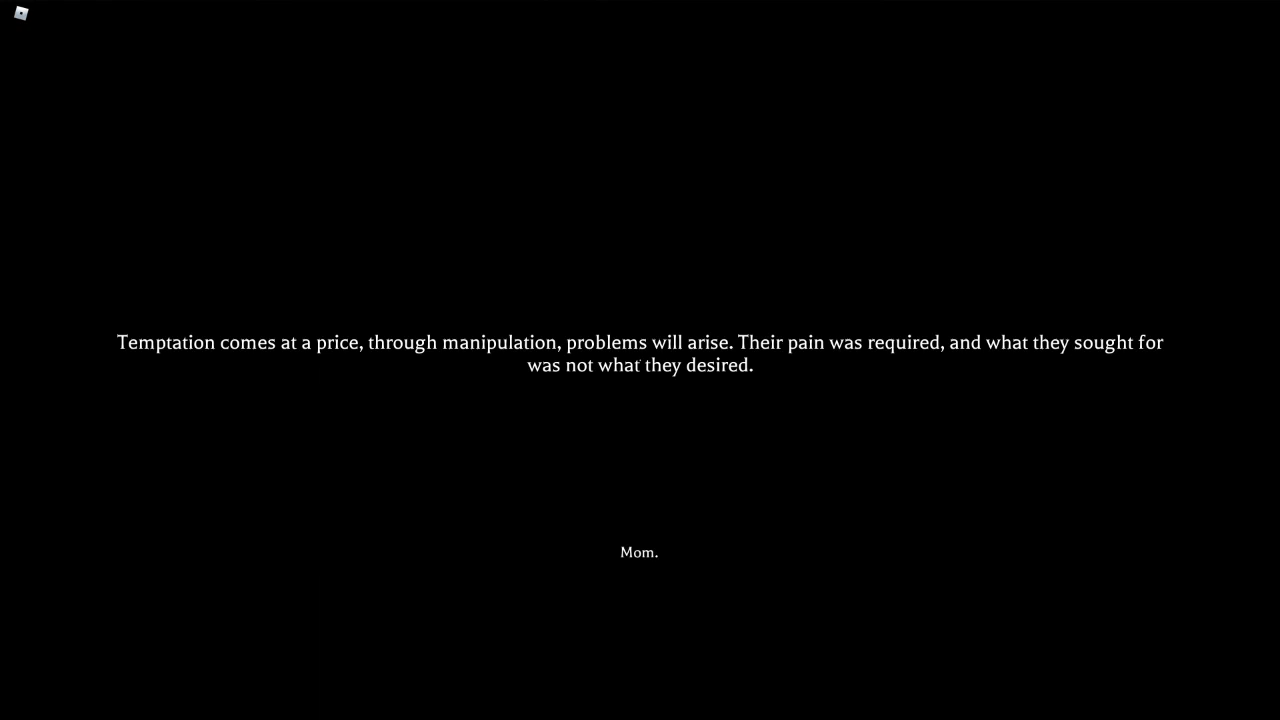 Temptation comes at a price, through manipulation, problems will arise. Their pain was required, and what they sought for
was not what they desired.
Mom.